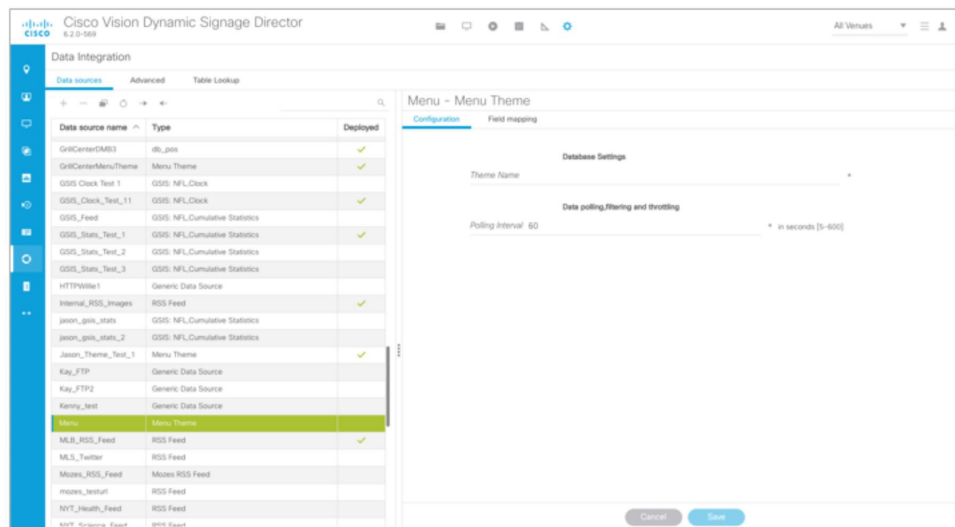 CISCO
Cisco Vision Dynamic Signage Director
6.2.0-569
All Venues
Data Integration
Data sources Advanced Table Lookup
Data source name Type Deployed
GrillCenterDMB3 db_pos
GrillCenterMenuTheme Menu Theme
GSIS Clock Test 1 GSIS: NFL,Clock
GSIS_Clock_Test_11 GSIS: NFL,Clock
GSIS_Feed GSIS: NFL,Cumulative Statistics
GSIS_Stats_Test_1 GSIS: NFL,Cumulative Statistics
GSIS_Stats_Test_2 GSIS: NFL,Cumulative Statistics
GSIS_Stats_Test_3 GSIS: NFL,Cumulative Statistics
HTTPWillie1 Generic Data Source
Internal_RSS_Images RSS Feed
jason_gsis_stats GSIS: NFL,Cumulative Statistics
jason_gsis_stats_2 GSIS: NFL,Cumulative Statistics
Jason_Theme_Test_1 Menu Theme
Kay_FTP Generic Data Source
Kay_FTP2 Generic Data Source
Kenny_test Generic Data Source
Menu Menu Theme
MLB_RSS_Feed RSS Feed
MLS_Twitter RSS Feed
Mozes_RSS_Feed Mozes RSS Feed
mozes_testurl RSS Feed
NYT_Health_Feed RSS Feed
NYT_Science_Feed RSS Feed
Menu - Menu Theme
Configuration Field mapping
Database Settings
Theme Name *
Data polling,filtering and throttling
Polling Interval 60 * in seconds [5-600]
Cancel Save